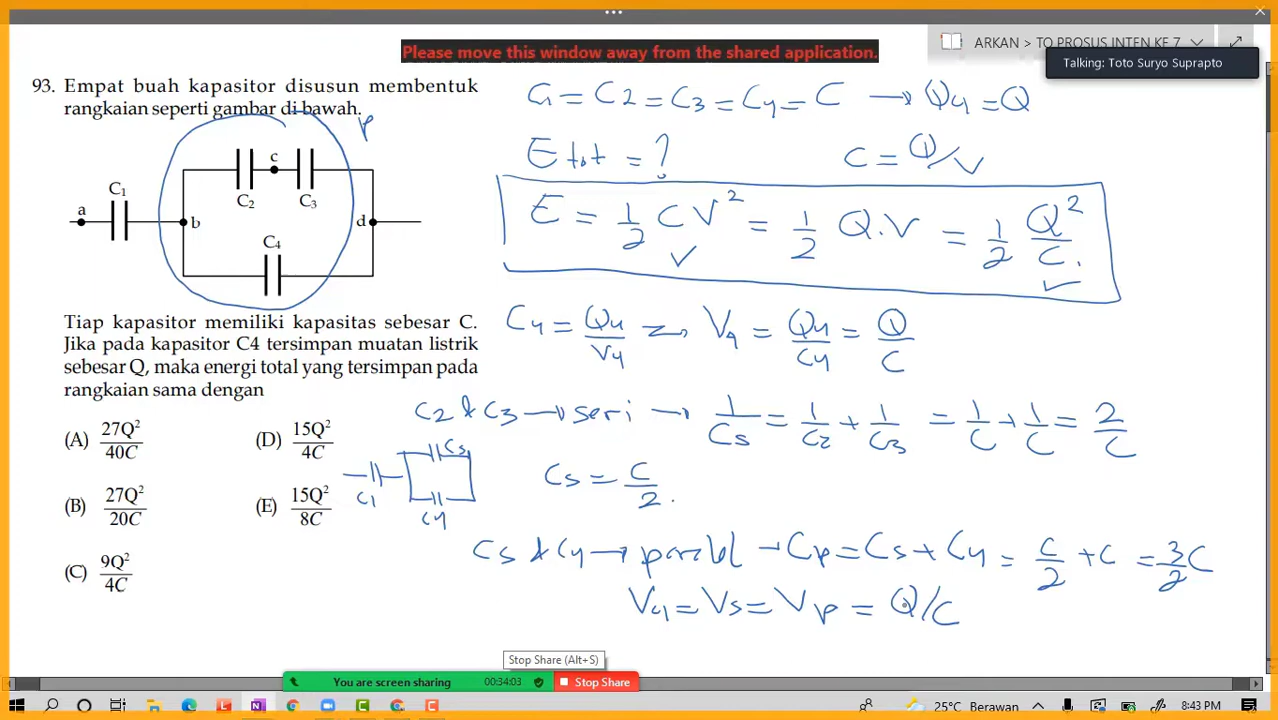 Please move this window away from the shared application.
ARKAN > TO PROSUS INTEN KE 7
Talking: Toto Suryo Suprapto
93. Empat buah kapasitor disusun membentuk
rangkaian seperti gambar di bawah.
P
a
C1
b
C2
c
C3
C4
d
Tiap kapasitor memiliki kapasitas sebesar C.
Jika pada kapasitor C4 tersimpan muatan listrik
sebesar Q, maka energi total yang tersimpan pada
rangkaian sama dengan
(A) 27Q²/40C
(D) 15Q²/4C
(B) 27Q²/20C
(E) 15Q²/8C
(C) 9Q²/4C
C1 = C2 = C3 = C4 = C → Q4 = Q
E tot = ?
C = Q/V
E = 1/2 C V² = 1/2 Q.V = 1/2 Q²/C.
C4 = Q4/V4 → V4 = Q4/C4 = Q/C
C2 & C3 → seri → 1/Cs = 1/C2 + 1/C3 = 1/C + 1/C = 2/C
C1
Cs
C4
Cs = C/2.
Cs & C4 → paralel → Cp = Cs + C4 = C/2 + C = 3/2 C
V4 = Vs = Vp = Q/C
Stop Share (Alt+S)
You are screen sharing
00:34:03
Stop Share
25°C Berawan
8:43 PM